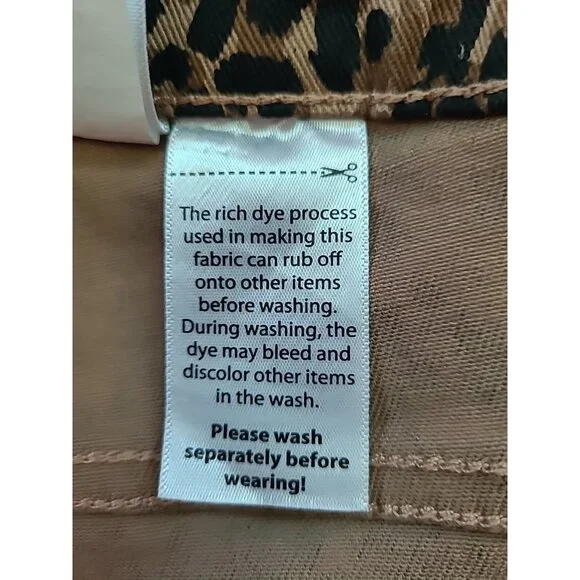 The rich dye process
used in making this
fabric can rub off
onto other items
before washing.
During washing, the
dye may bleed and
discolor other items
in the wash.
Please wash
separately before
wearing!